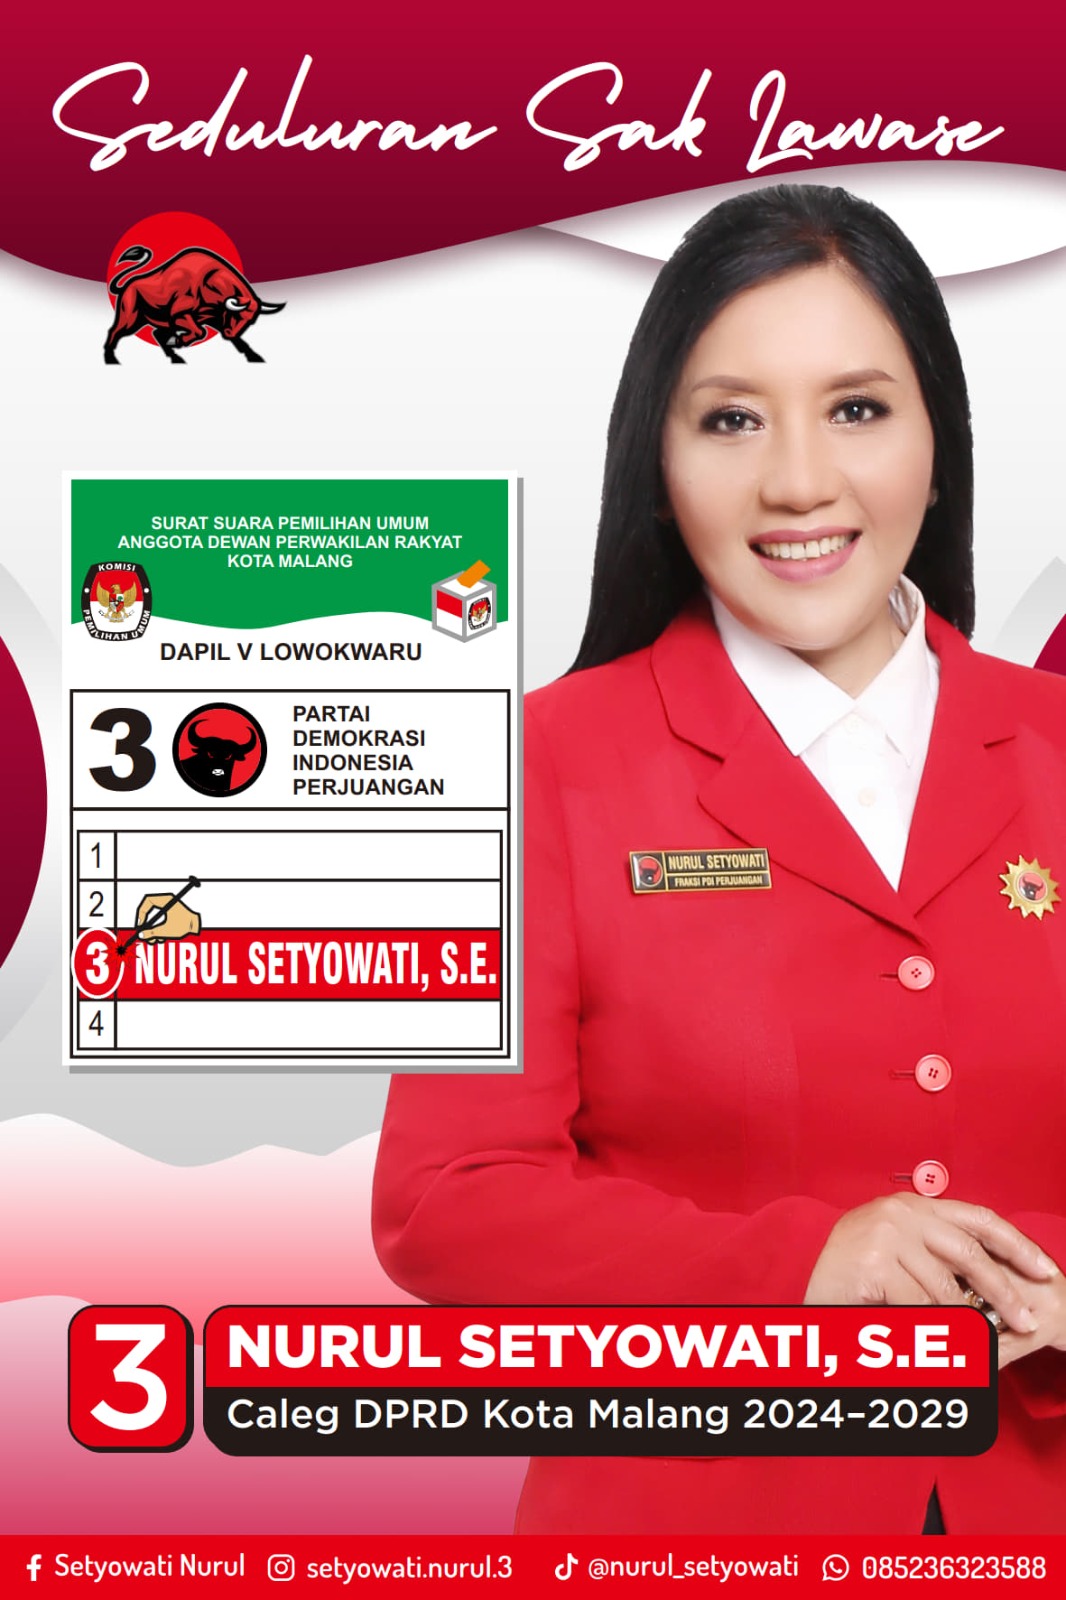 Seduluran Sak Lawase
SURAT SUARA PEMILIHAN UMUM
ANGGOTA DEWAN PERWAKILAN RAKYAT
KOTA MALANG
KOMISI
PEMILIHAN UMUM
DAPIL V LOWOKWARU
3
PARTAI
DEMOKRASI
INDONESIA
PERJUANGAN
1
2
3 NURUL SETYOWATI, S.E.
4
NURUL SETYOWATI
FRAKSI PDI PERJUANGAN
3
NURUL SETYOWATI, S.E.
Caleg DPRD Kota Malang 2024–2029
Setyowati Nurul setyowati.nurul.3 @nurul_setyowati 085236323588